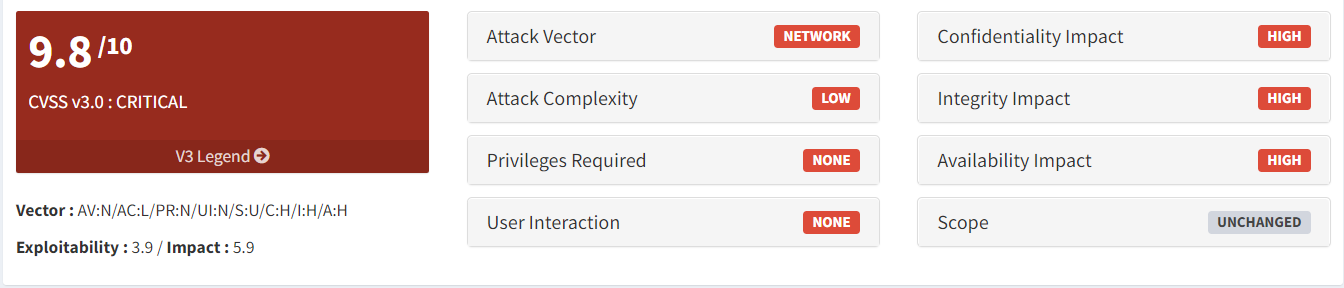 9.8 /10
CVSS v3.0 : CRITICAL
V3 Legend
Vector : AV:N/AC:L/PR:N/UI:N/S:U/C:H/I:H/A:H
Exploitability : 3.9 / Impact : 5.9
Attack Vector NETWORK
Attack Complexity LOW
Privileges Required NONE
User Interaction NONE
Confidentiality Impact HIGH
Integrity Impact HIGH
Availability Impact HIGH
Scope UNCHANGED